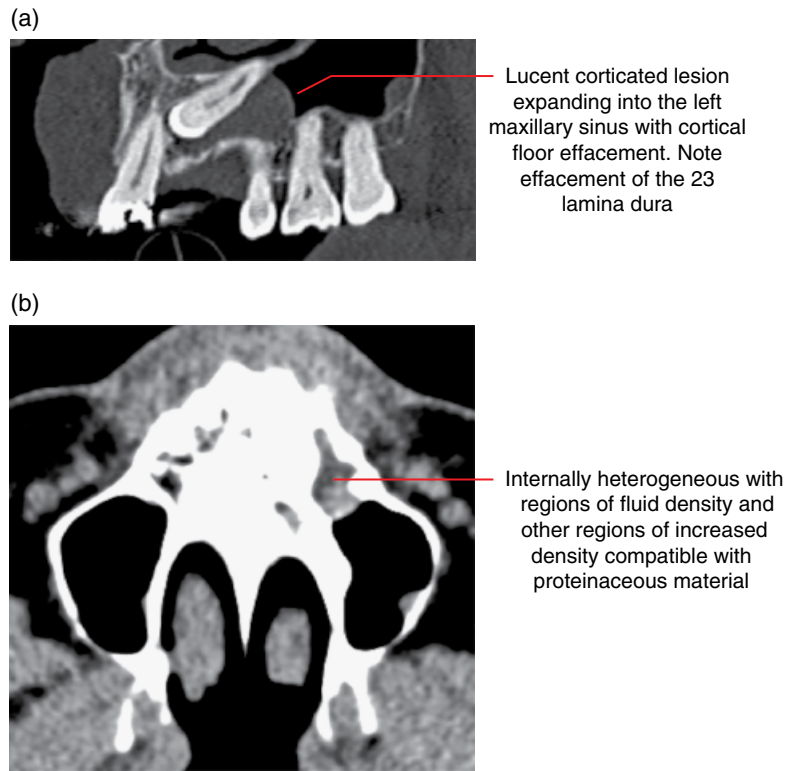 (a)
Lucent corticated lesion
expanding into the left
maxillary sinus with cortical
floor effacement. Note
effacement of the 23
lamina dura
(b)
Internally heterogeneous with
regions of fluid density and
other regions of increased
density compatible with
proteinaceous material